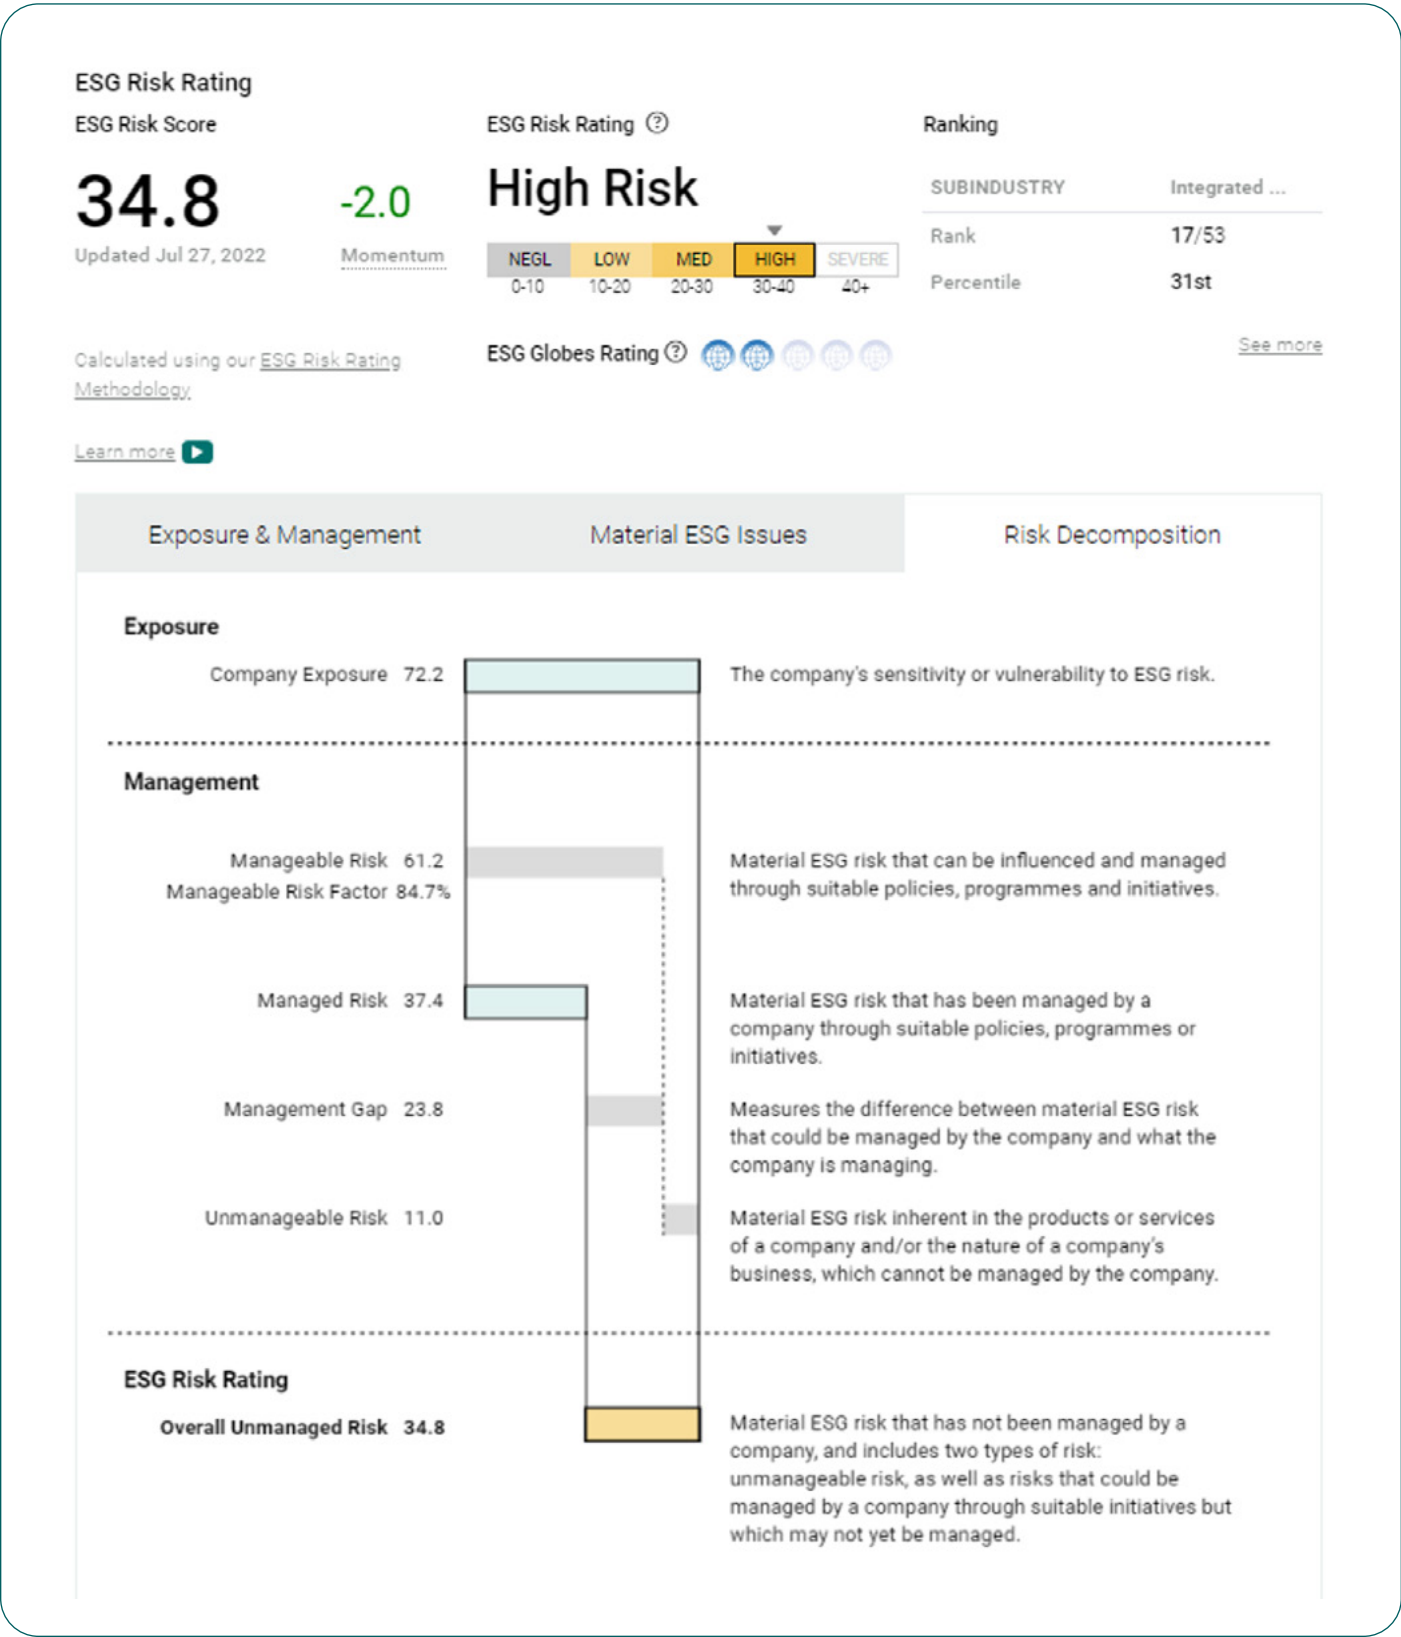 ESG Risk Rating
ESG Risk Score
34.8
-2.0
Updated Jul 27, 2022
Momentum
Calculated using our ESG Risk Rating
Methodology
Learn more
ESG Risk Rating ?
High Risk
NEGL LOW MED HIGH SEVERE
0-10 10-20 20-30 30-40 40+
ESG Globes Rating ?
Ranking
SUBINDUSTRY Integrated ...
Rank 17/53
Percentile 31st
See more
Exposure & Management Material ESG Issues Risk Decomposition
Exposure
Company Exposure 72.2
The company's sensitivity or vulnerability to ESG risk.
Management
Manageable Risk 61.2
Manageable Risk Factor 84.7%
Material ESG risk that can be influenced and managed
through suitable policies, programmes and initiatives.
Managed Risk 37.4
Material ESG risk that has been managed by a
company through suitable policies, programmes or
initiatives.
Management Gap 23.8
Measures the difference between material ESG risk
that could be managed by the company and what the
company is managing.
Unmanageable Risk 11.0
Material ESG risk inherent in the products or services
of a company and/or the nature of a company's
business, which cannot be managed by the company.
ESG Risk Rating
Overall Unmanaged Risk 34.8
Material ESG risk that has not been managed by a
company, and includes two types of risk:
unmanageable risk, as well as risks that could be
managed by a company through suitable initiatives but
which may not yet be managed.